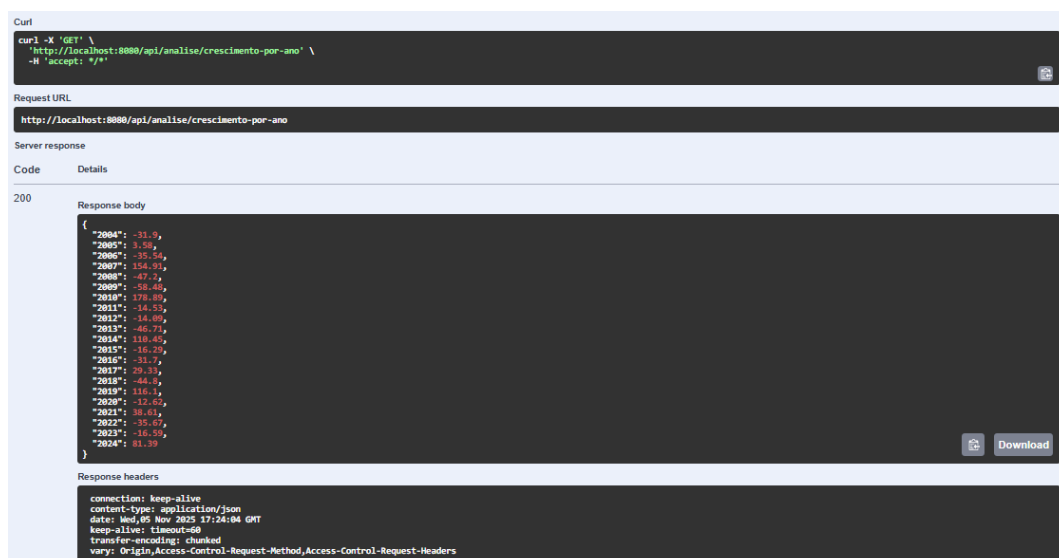 Curl
curl -X 'GET' \
'http://localhost:8080/api/analise/crescimento-por-ano' \
-H 'accept: */*'
Request URL
http://localhost:8080/api/analise/crescimento-por-ano
Server response
Code Details
200
Response body
{
"2004": -31.9,
"2005": 3.58,
"2006": -35.54,
"2007": 154.91,
"2008": -47.2,
"2009": -58.48,
"2010": 178.89,
"2011": -14.53,
"2012": -14.09,
"2013": -46.71,
"2014": 110.45,
"2015": -16.29,
"2016": -31.7,
"2017": 29.33,
"2018": -44.8,
"2019": 116.1,
"2020": -12.62,
"2021": 38.61,
"2022": -35.67,
"2023": -16.59,
"2024": 81.39
}
Download
Response headers
connection: keep-alive
content-type: application/json
date: Wed,05 Nov 2025 17:24:04 GMT
keep-alive: timeout=60
transfer-encoding: chunked
vary: Origin,Access-Control-Request-Method,Access-Control-Request-Headers